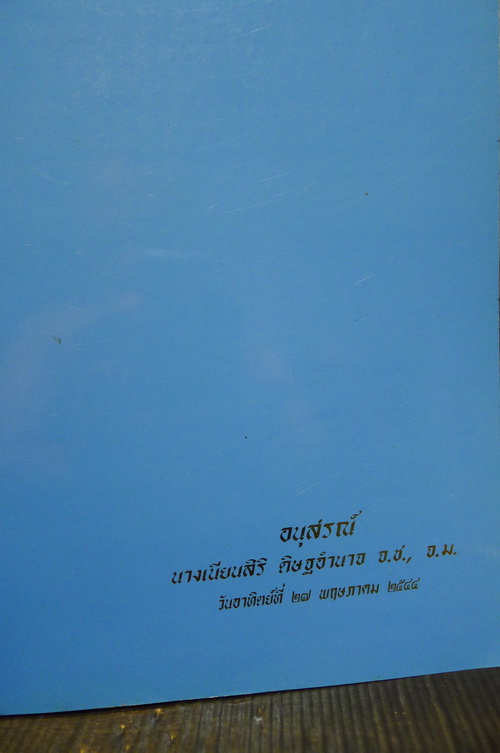 อนุสรณ์
นางเนียนสิริ ดิษฐอำนาจ จ.ช., จ.ม.
วันอาทิตย์ที่ ๒๗ พฤษภาคม ๒๕๔๔